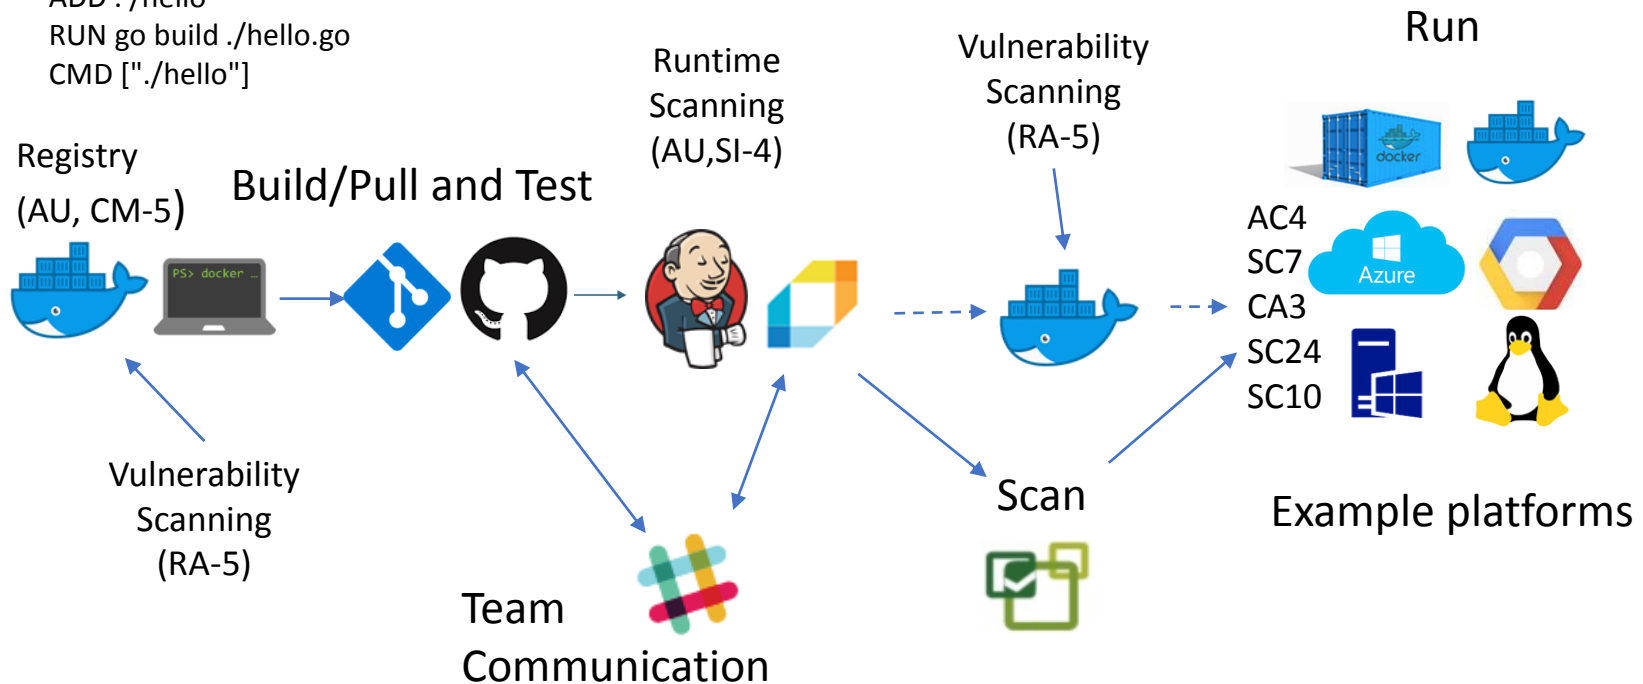 ADD . /hello
RUN go build ./hello.go
CMD ["./hello"]
Registry
(AU, CM-5)
Build/Pull and Test
Runtime
Scanning
(AU,SI-4)
Vulnerability
Scanning
(RA-5)
Run
docker
PS> docker …
AC4
SC7
CA3
SC24
SC10
Azure
Vulnerability
Scanning
(RA-5)
Team
Communication
Scan
Example platforms